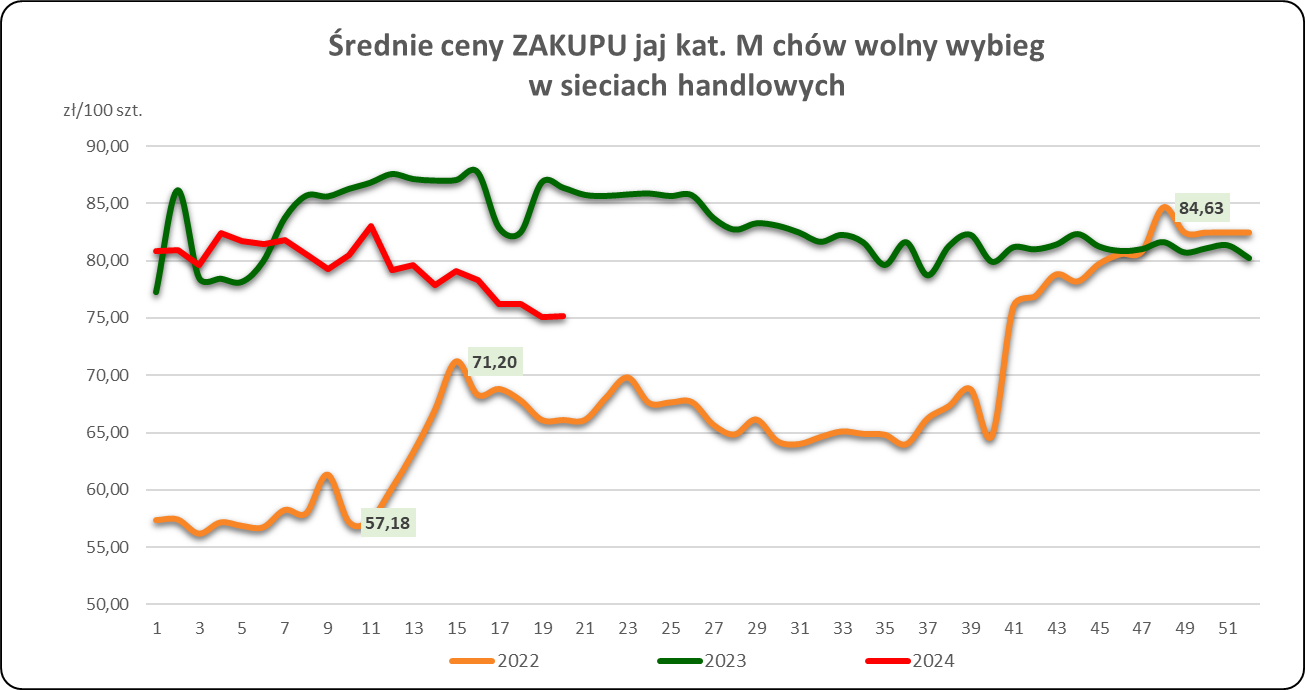 Średnie ceny ZAKUPU jaj kat. M chów wolny wybieg
w sieciach handlowych
zł/100 szt.
90,00
85,00
80,00
75,00
70,00
65,00
60,00
55,00
50,00
84,63
71,20
57,18
1 3 5 7 9 11 13 15 17 19 21 23 25 27 29 31 33 35 37 39 41 43 45 47 49 51
2022 2023 2024